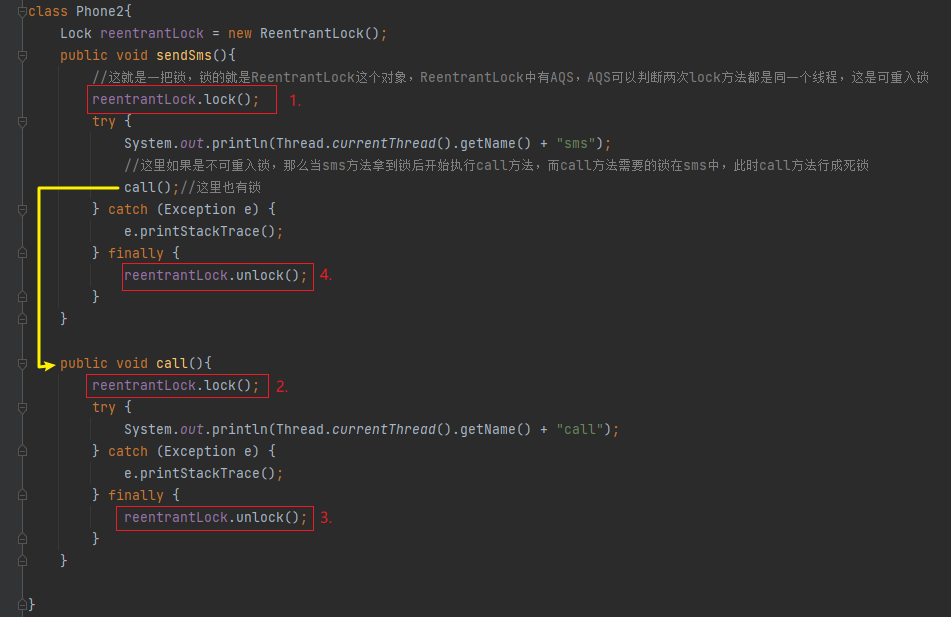 class Phone2{
Lock reentrantLock = new ReentrantLock();
public void sendSms(){
//这就是一把锁，锁的就是ReentrantLock这个对象，ReentrantLock中有AQS，AQS可以判断两次lock方法都是同一个线程，这是可重入锁
reentrantLock.lock(); 1.
try {
System.out.println(Thread.currentThread().getName() + "sms");
//这里如果是不可重入锁，那么当sms方法拿到锁后开始执行call方法，而call方法需要的锁在sms中，此时call方法行成死锁
call();//这里也有锁
} catch (Exception e) {
e.printStackTrace();
} finally {
reentrantLock.unlock(); 4.
}
}
public void call(){
reentrantLock.lock(); 2.
try {
System.out.println(Thread.currentThread().getName() + "call");
} catch (Exception e) {
e.printStackTrace();
} finally {
reentrantLock.unlock(); 3.
}
}
}